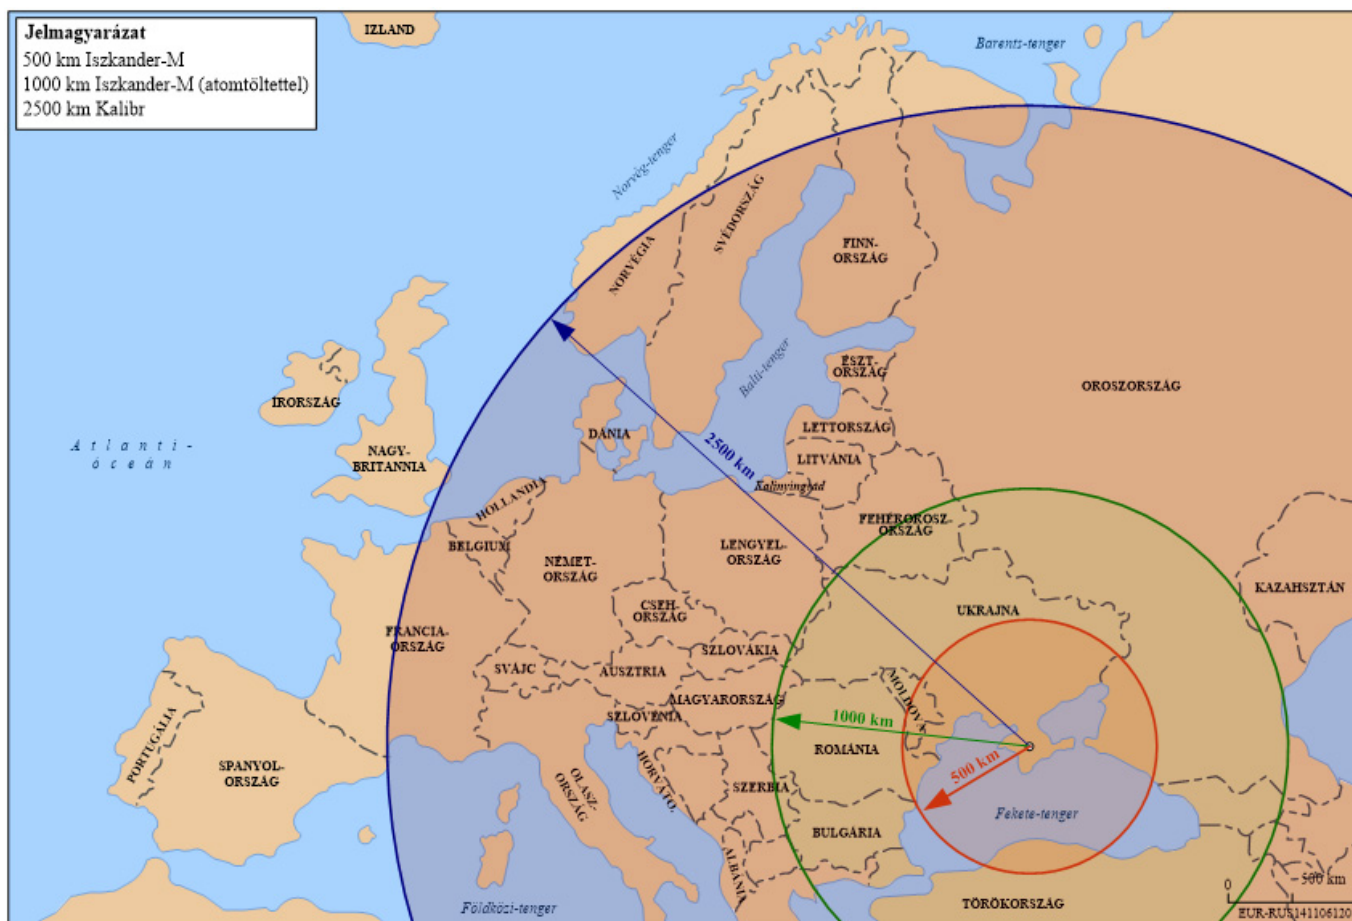 Jelmagyarázat
500 km Iszkander-M
1000 km Iszkander-M (atomtöltettel)
2500 km Kalibr
IZLAND
Barents-tenger
Norvég-tenger
SVÉDORSZÁG
NORVÉGIA
FINN-
ORSZÁG
Balti-tenger
ÉSZT-
ORSZÁG
OROSZORSZÁG
ÍRORSZÁG
Atlanti-
óceán
NAGY-
BRITANNIA
DÁNIA
LETTORSZÁG
2500 km
LITVÁNIA
Kalinyingrád
HOLLANDIA
FEHÉROROSZ-
ORSZÁG
BELGIUM
LENGYEL-
ORSZÁG
NÉMET-
ORSZÁG
KAZAHSZTÁN
CSEH-
ORSZÁG
UKRAJNA
FRANCIA-
ORSZÁG
SZLOVÁKIA
SVÁJC
AUSZTRIA
MOLDOVA
MAGYARORSZÁG
PORTUGÁLIA
SZLOVÉNIA
1000 km
ROMÁNIA
SPANYOL-
ORSZÁG
HORVÁTO.
500 km
OLASZ-
ORSZÁG
SZERBIA
Fekete-tenger
BULGÁRIA
ALBÁNIA
Földközi-tenger
TÖRÖKORSZÁG
0
500 km